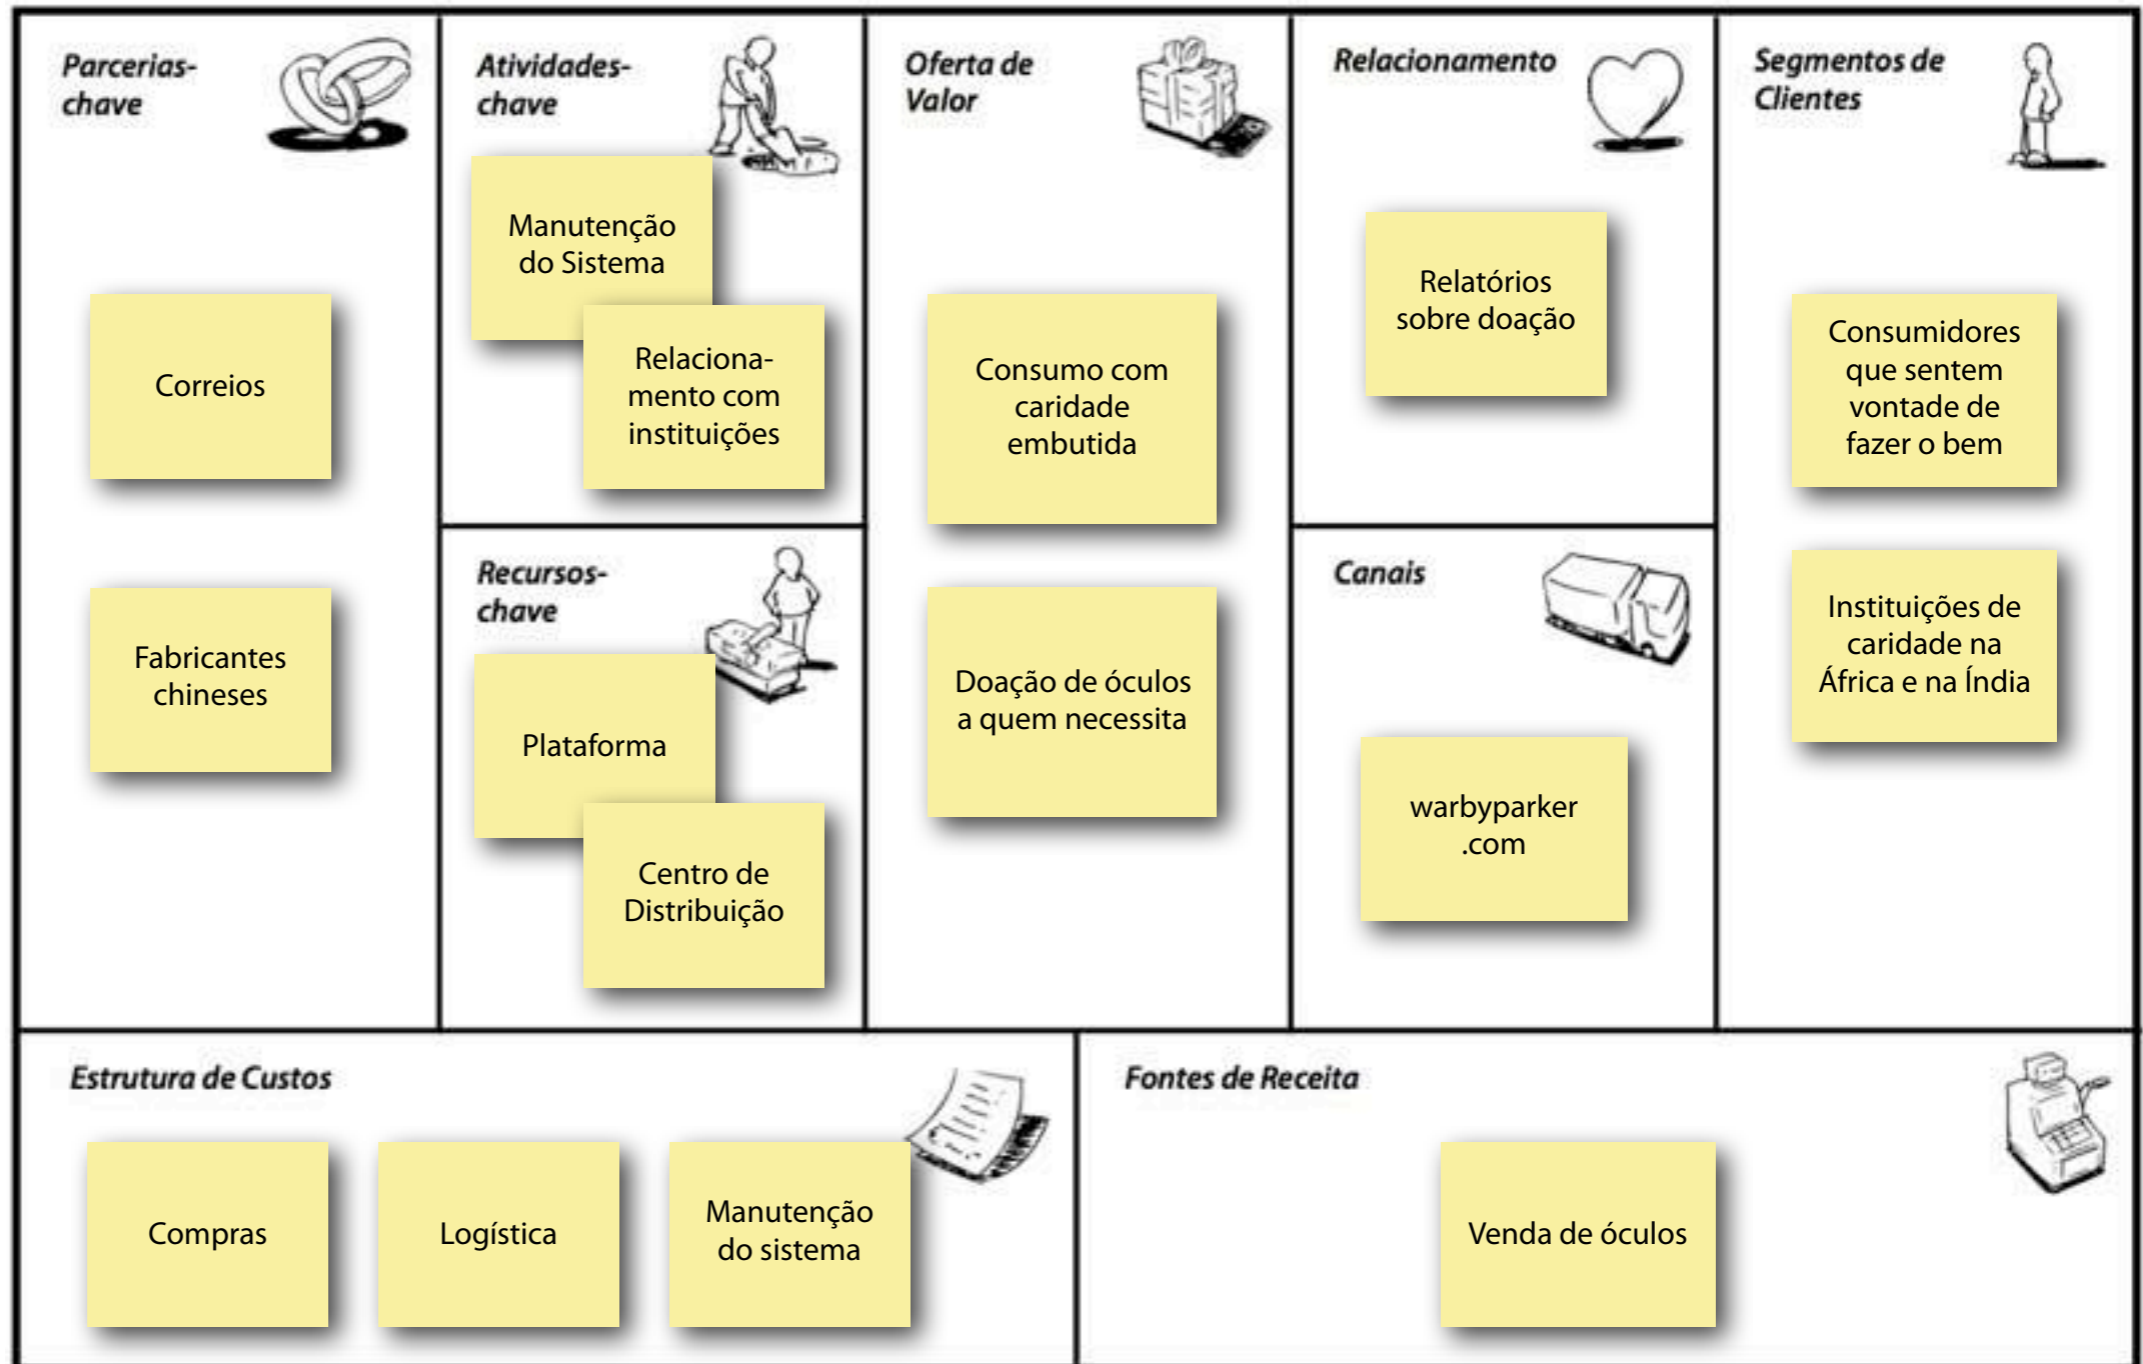 Parcerias-
chave
Correios
Fabricantes
chineses
Atividades-
chave
Manutenção
do Sistema
Relaciona-
mento com
instituições
Recursos-
chave
Plataforma
Centro de
Distribuição
Oferta de
Valor
Consumo com
caridade
embutida
Doação de óculos
a quem necessita
Relacionamento
Relatórios
sobre doação
Canais
warbyparker
.com
Segmentos de
Clientes
Consumidores
que sentem
vontade de
fazer o bem
Instituições de
caridade na
África e na Índia
Estrutura de Custos
Compras
Logística
Manutenção
do sistema
Fontes de Receita
Venda de óculos